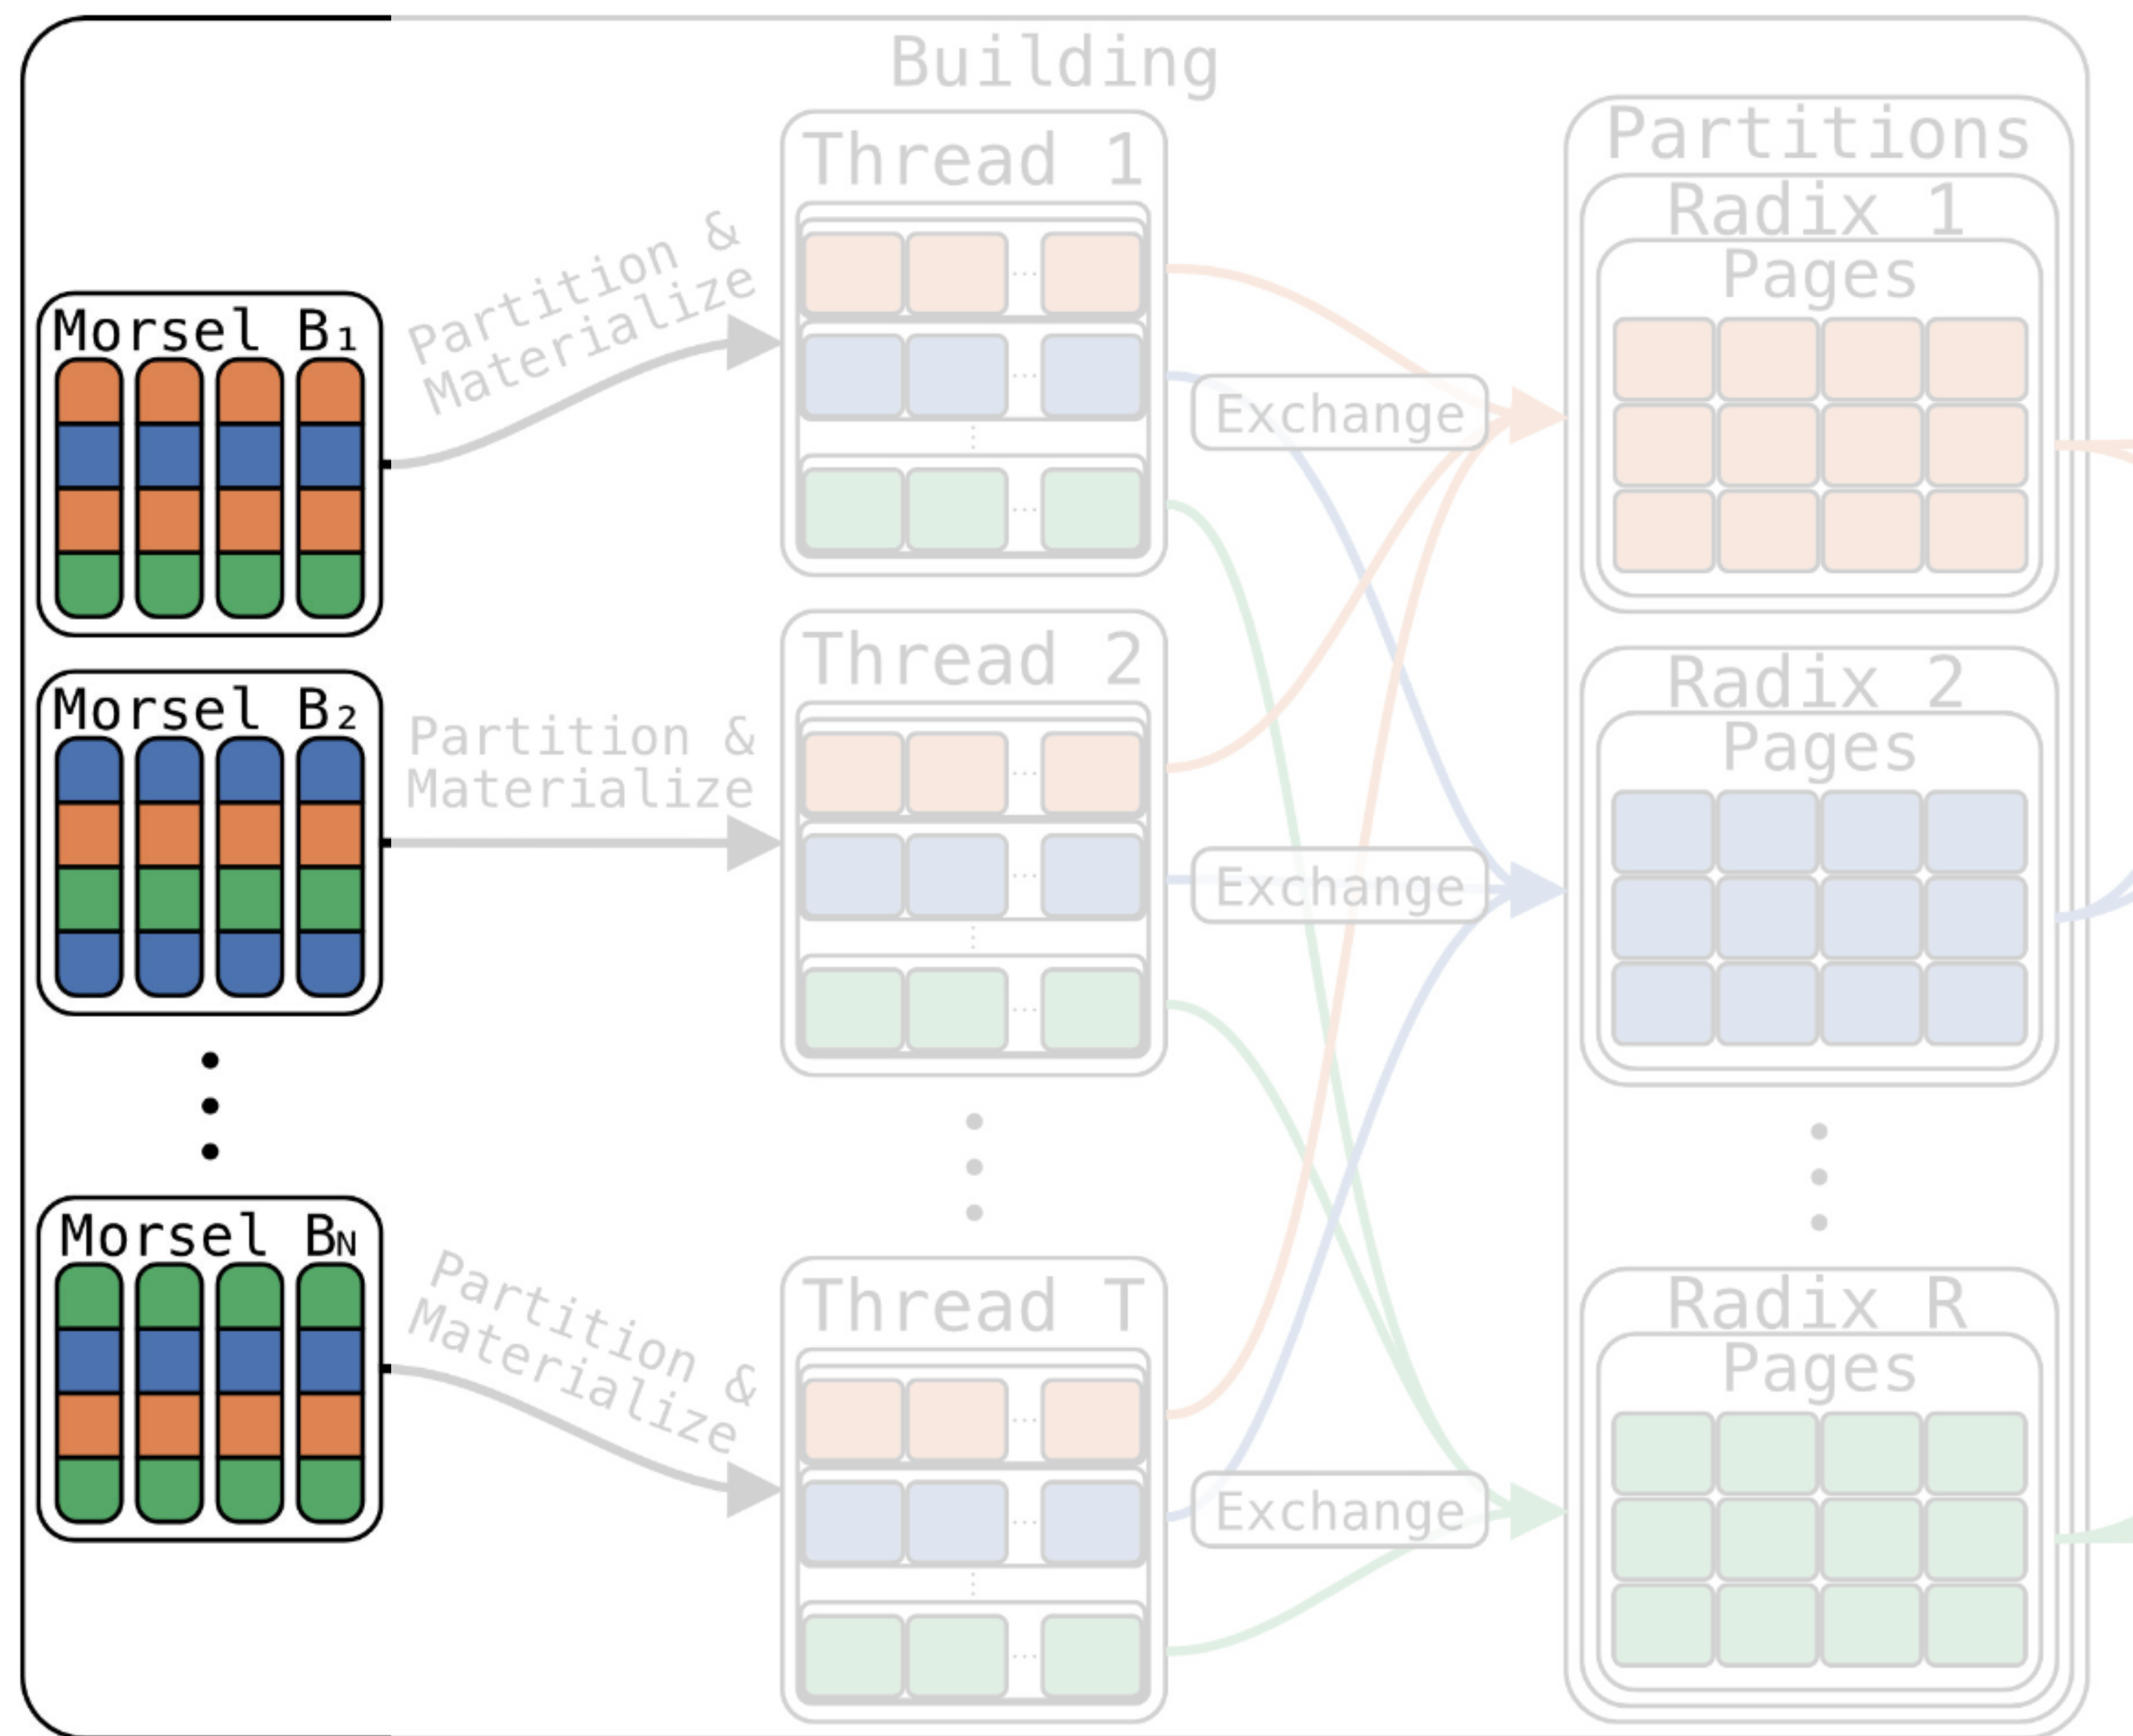 Building
Morsel B₁
Morsel B₂
Morsel BN
Partition &
Materialize
Partition &
Materialize
Partition &
Materialize
Thread 1
Thread 2
Thread T
Exchange
Exchange
Exchange
Partitions
Radix 1
Pages
Radix 2
Pages
Radix R
Pages